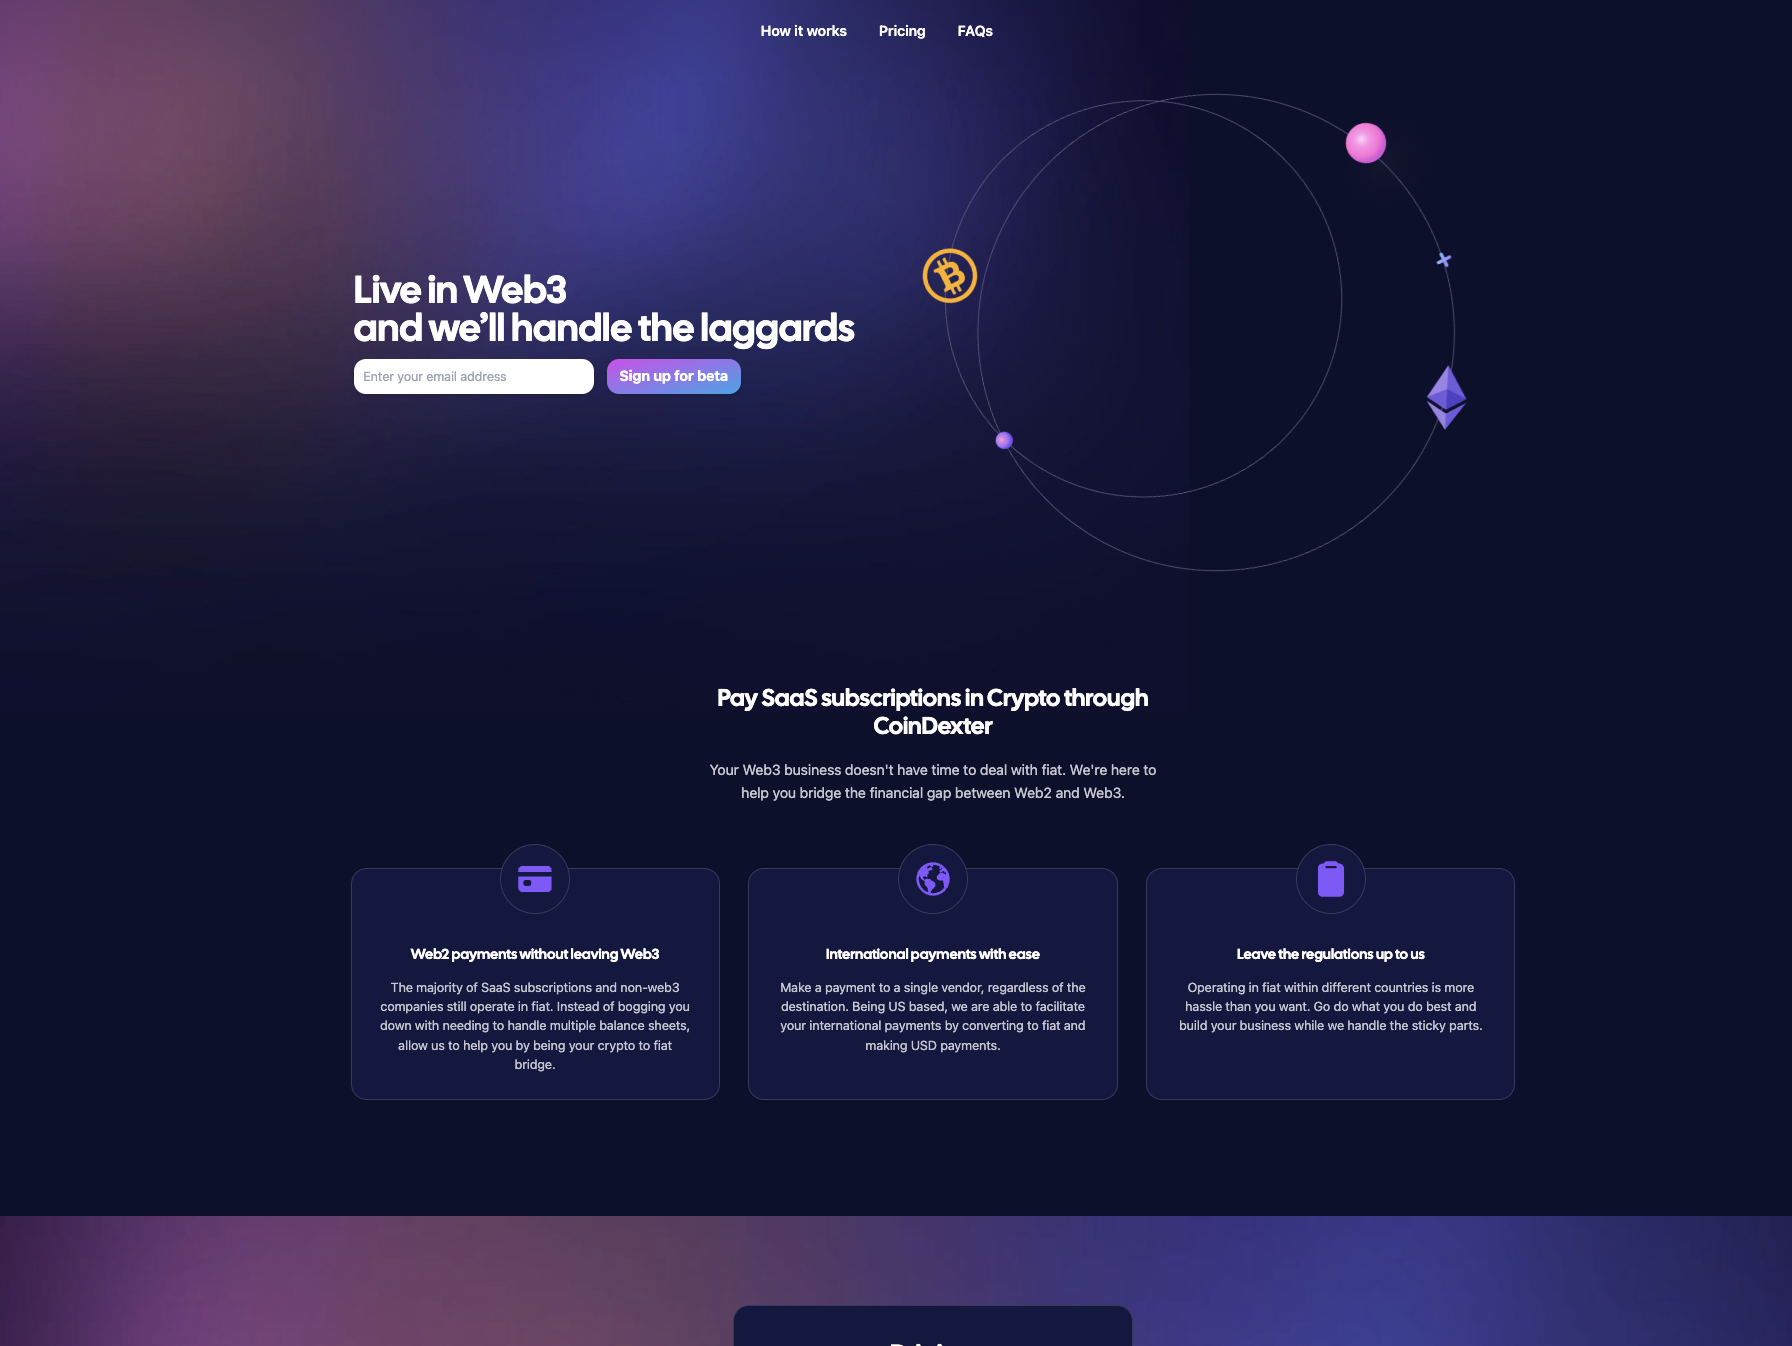 How it works
Pricing
FAQs
Live in Web3
and we’ll handle the laggards
Enter your email address
Sign up for beta
Pay SaaS subscriptions in Crypto through
CoinDexter
Your Web3 business doesn't have time to deal with fiat. We're here to
help you bridge the financial gap between Web2 and Web3.
Web2 payments without leaving Web3
The majority of SaaS subscriptions and non-web3
companies still operate in fiat. Instead of bogging you
down with needing to handle multiple balance sheets,
allow us to help you by being your crypto to fiat
bridge.
International payments with ease
Make a payment to a single vendor, regardless of the
destination. Being US based, we are able to facilitate
your international payments by converting to fiat and
making USD payments.
Leave the regulations up to us
Operating in fiat within different countries is more
hassle than you want. Go do what you do best and
build your business while we handle the sticky parts.